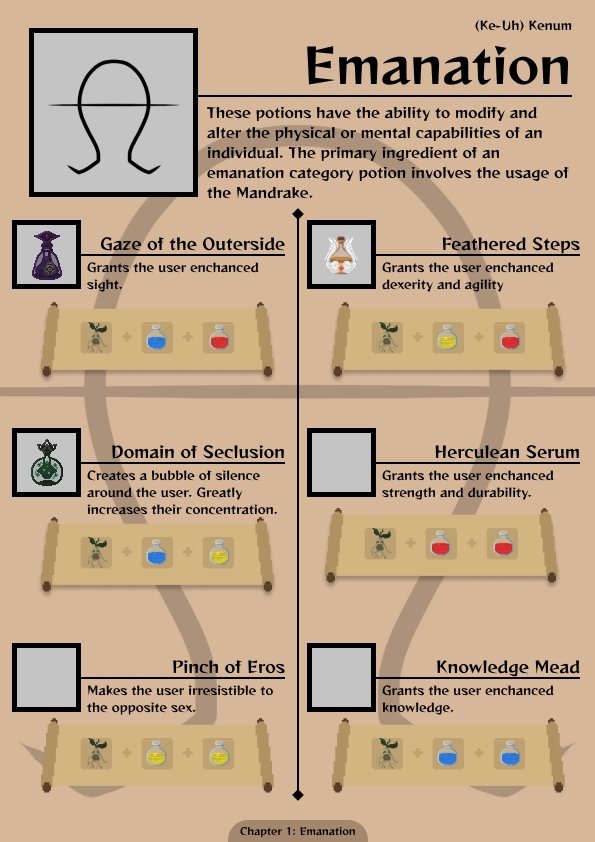 (Ke-Uh) Kenum
Emanation
These potions have the ability to modify and
alter the physical or mental capabilities of an
individual. The primary ingredient of an
emanation category potion involves the usage of
the Mandrake.
Gaze of the Outerside
Grants the user enchanced
sight.
Feathered Steps
Grants the user enchanced
dexerity and agility
Domain of Seclusion
Creates a bubble of silence
around the user. Greatly
increases their concentration.
Herculean Serum
Grants the user enchanced
strength and durability.
Pinch of Eros
Makes the user irresistible to
the opposite sex.
Knowledge Mead
Grants the user enchanced
knowledge.
Chapter 1: Emanation